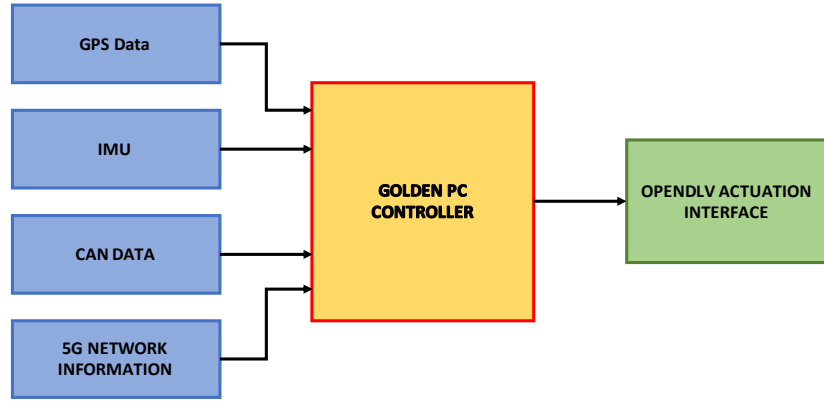 GPS Data
IMU
CAN DATA
5G NETWORK
INFORMATION
GOLDEN PC
CONTROLLER
OPENDLV ACTUATION
INTERFACE